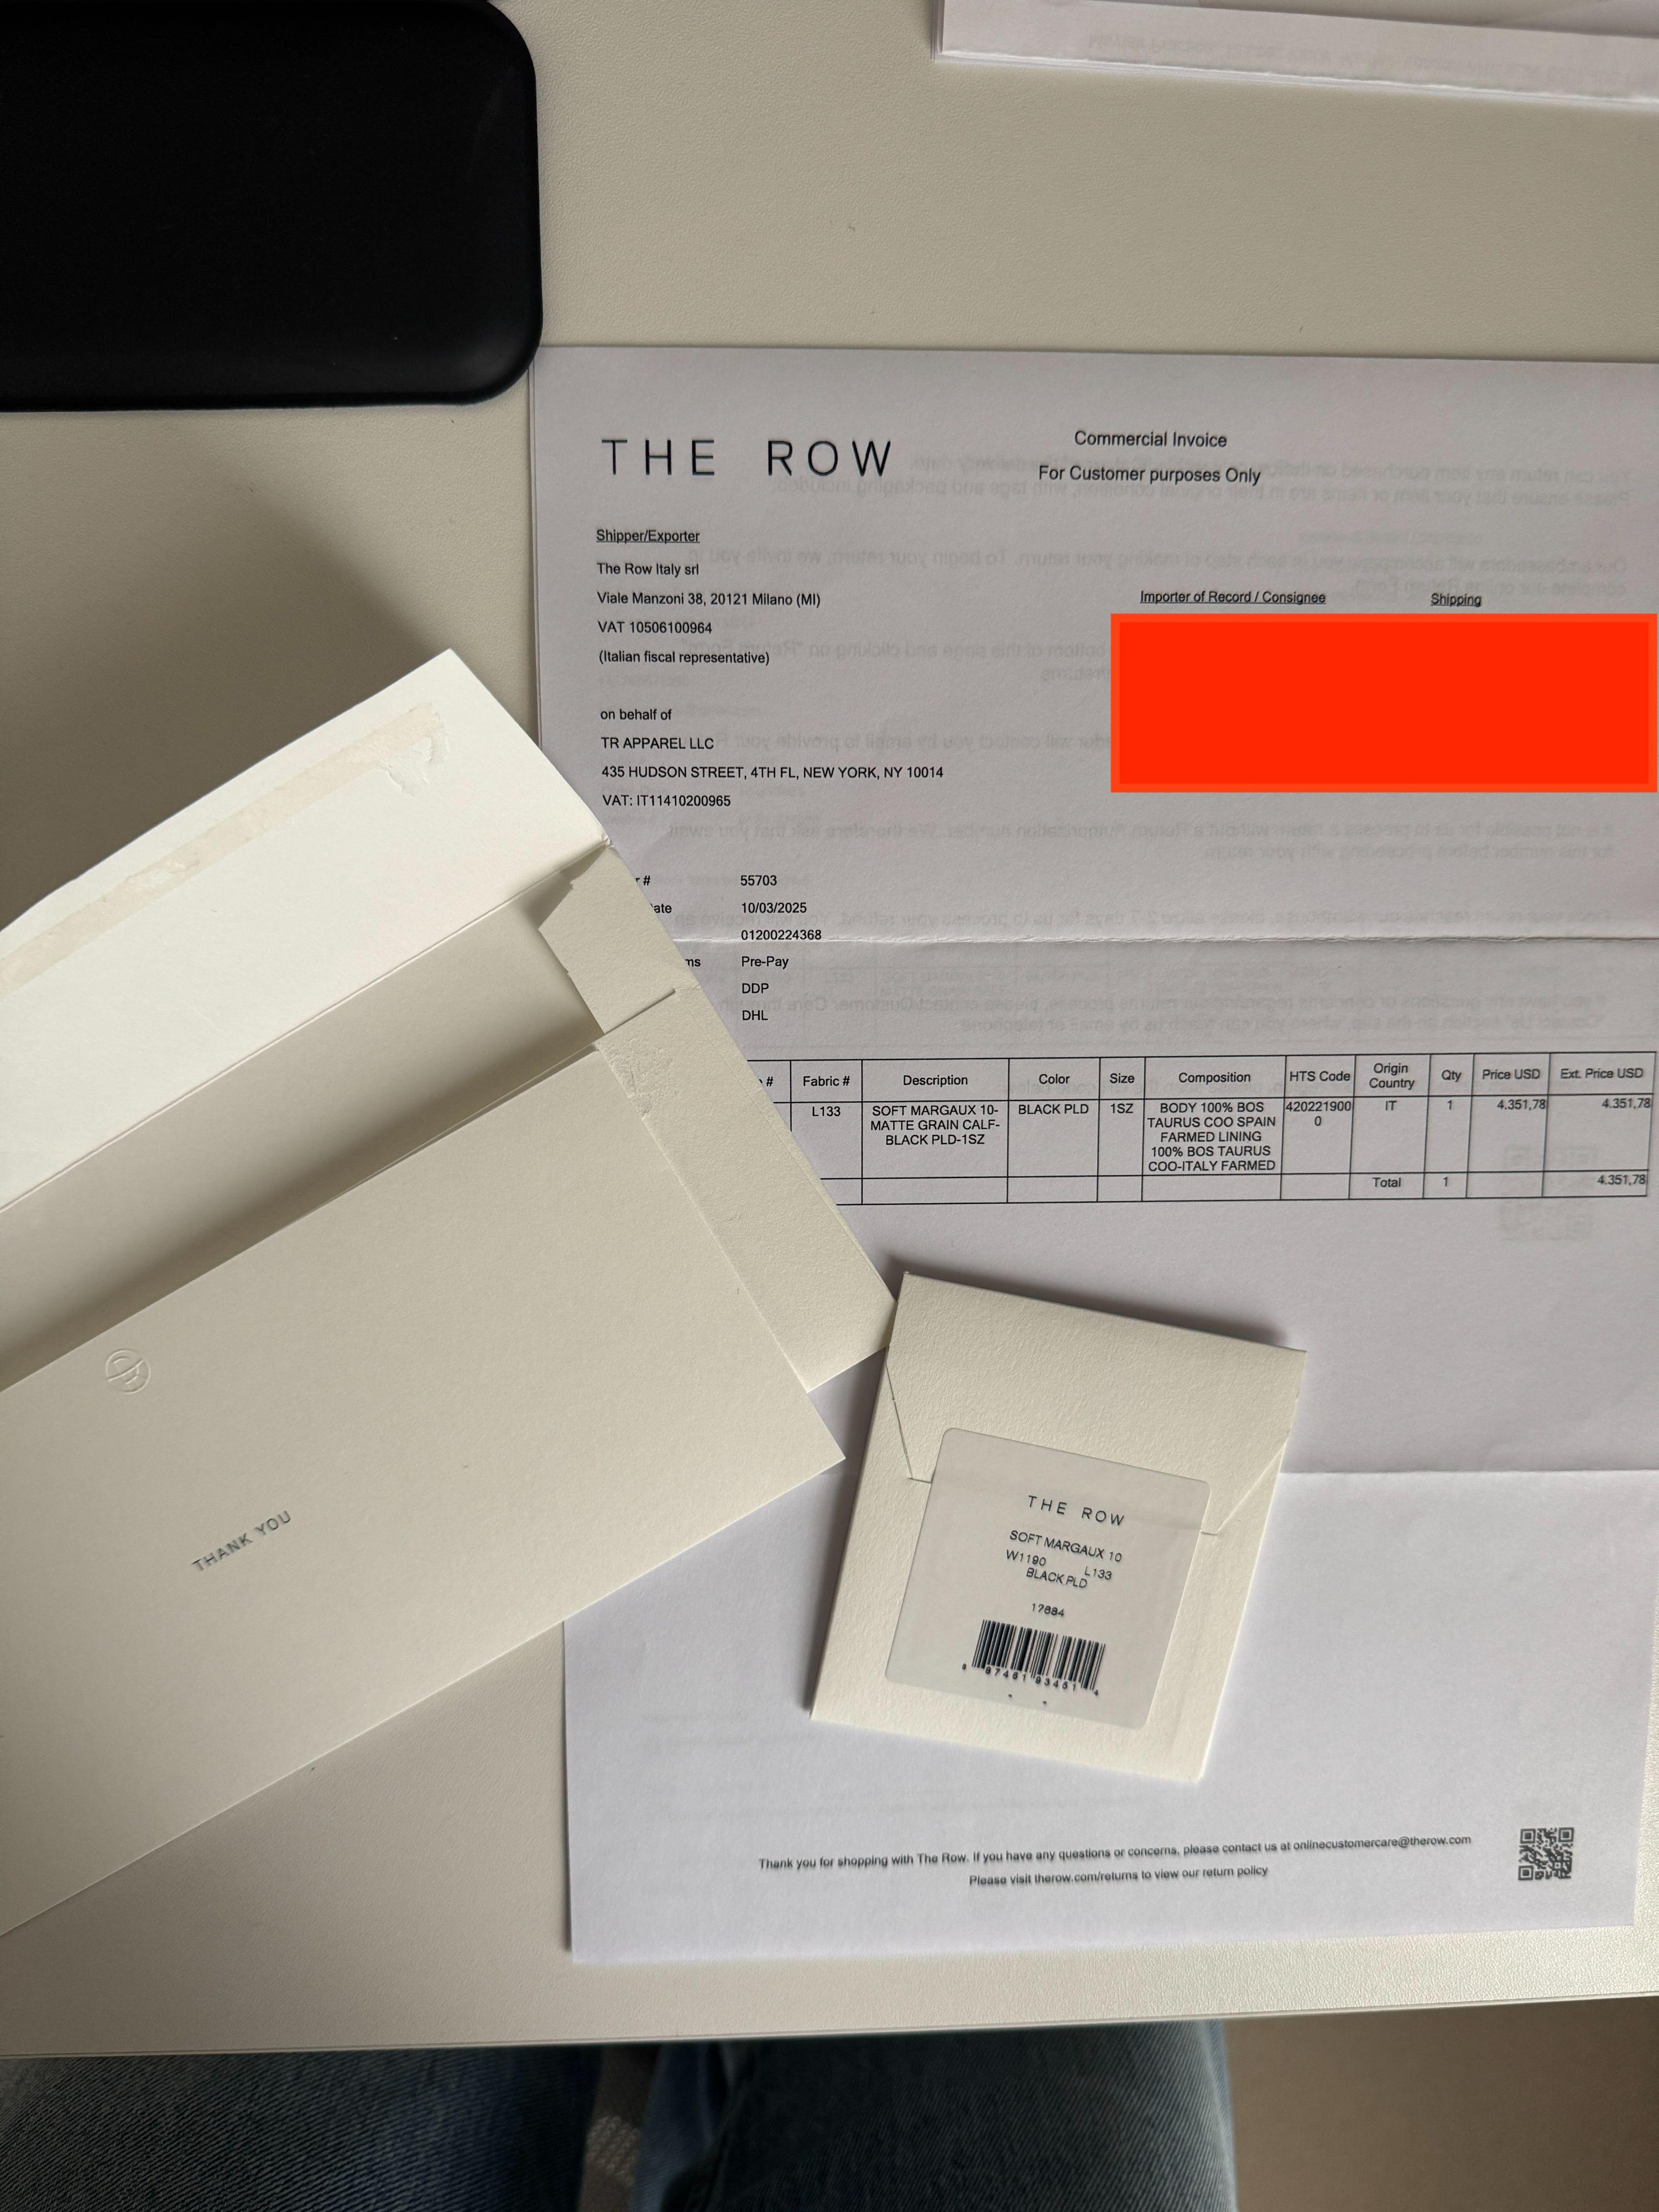 THE ROW
Commercial Invoice
For Customer purposes Only
Shipper/Exporter
The Row Italy srl
Viale Manzoni 38, 20121 Milano (MI)
VAT 10506100964
(Italian fiscal representative)
Importer of Record / Consignee
Shipping
on behalf of
TR APPAREL LLC
435 HUDSON STREET, 4TH FL, NEW YORK, NY 10014
VAT: IT11410200965
# 55703
10/03/2025
01200224368
Pre-Pay
DDP
DHL
# Fabric # Description Color Size Composition HTS Code Origin Country Qty Price USD Ext. Price USD
L133 SOFT MARGAUX 10- BLACK PLD 1SZ BODY 100% BOS 420221900 IT 1 4.351,78 4.351,78
MATTE GRAIN CALF- TAURUS COO SPAIN 0
BLACK PLD-1SZ FARMED LINING
100% BOS TAURUS
COO-ITALY FARMED
Total 1 4.351,78
THANK YOU
THE ROW
SOFT MARGAUX 10
W1190 L133
BLACK PLD
17684
8 97461 93451 4
Thank you for shopping with The Row. If you have any questions or concerns, please contact us at onlinecustomercare@therow.com
Please visit therow.com/returns to view our return policy